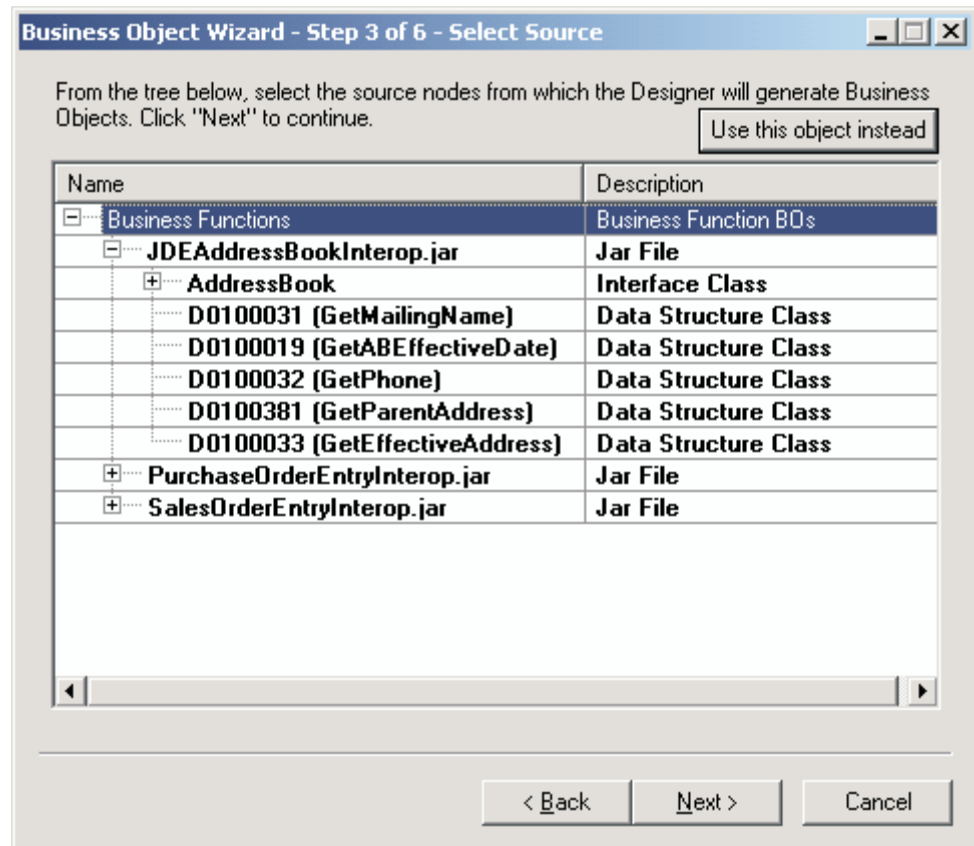 Business Object Wizard - Step 3 of 6 - Select Source
From the tree below, select the source nodes from which the Designer will generate Business
Objects. Click "Next" to continue.
Use this object instead
Name Description
Business Functions Business Function BOs
JDEAddressBookInterop.jar Jar File
AddressBook Interface Class
D0100031 (GetMailingName) Data Structure Class
D0100019 (GetABEffectiveDate) Data Structure Class
D0100032 (GetPhone) Data Structure Class
D0100381 (GetParentAddress) Data Structure Class
D0100033 (GetEffectiveAddress) Data Structure Class
PurchaseOrderEntryInterop.jar Jar File
SalesOrderEntryInterop.jar Jar File
< Back Next > Cancel